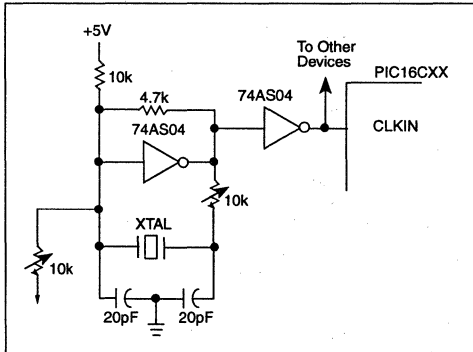 +5V
To Other
Devices
10k
PIC16CXX
4.7k
74AS04
74AS04
CLKIN
10k
XTAL
10k
20pF
20pF